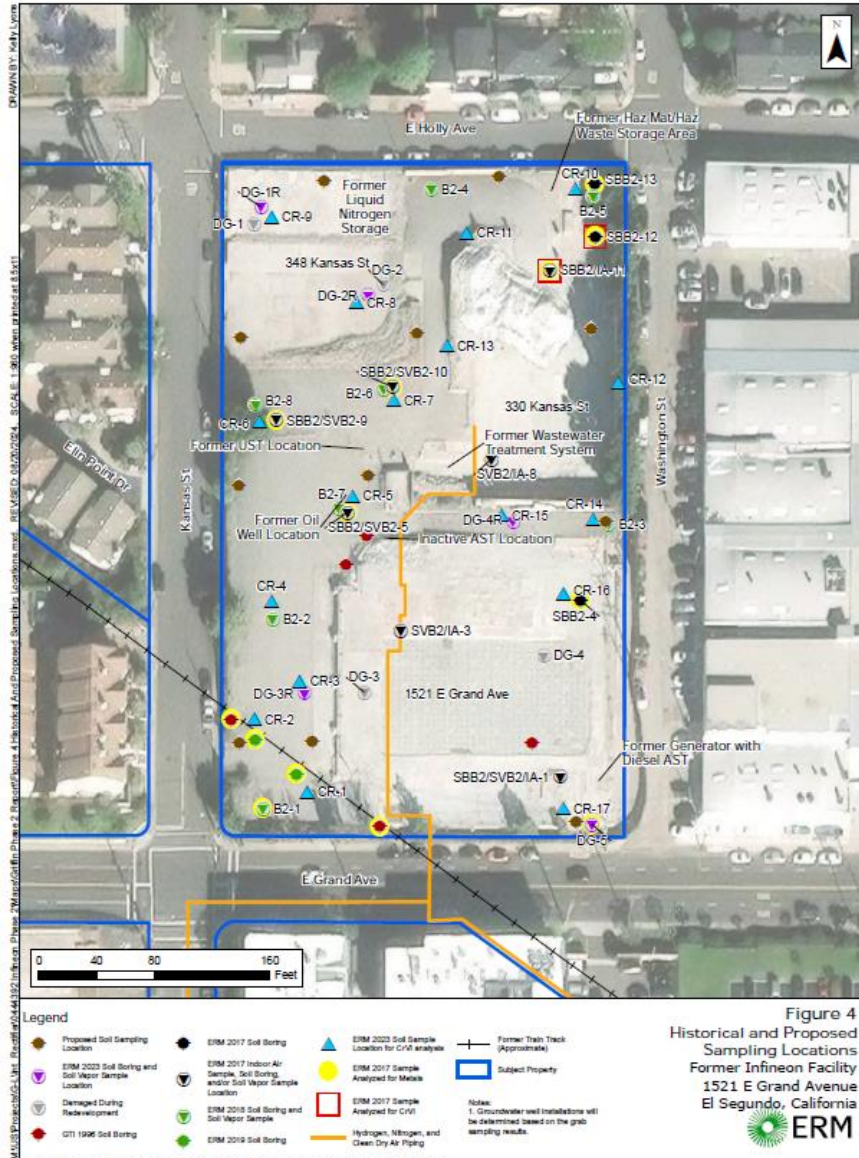 DRAWN BY: Kelly Lyons
E Holly Ave
Former Haz Mat/Haz
Waste Storage Area
N
DG-1R
Former
Liquid
Nitrogen
Storage
B2-4
CR-10
SBB2-13
DG-1
CR-9
B2-5
CR-11
SBB2-12
348 Kansas St
DG-2
SBB2/IA-11
DG-2R
CR-8
CR-13
SBB2/SVB2-10
CR-12
B2-8
B2-6
CR-7
330 Kansas St
CR-6
SBB2/SVB2-9
Former UST Location
Former Wastewater
Treatment System
SVB2/IA-8
Elin Point Dr
Kansas St
Washington St
B2-7
CR-5
Former Oil
Well Location
SBB2/SVB2-5
DG-4R
CR-15
CR-14
B2-3
Inactive AST Location
CR-4
B2-2
CR-16
SBB2-4
SVB2/IA-3
DG-4
CR-3
DG-3
DG-3R
1521 E Grand Ave
CR-2
Former Generator with
Diesel AST
SBB2/SVB2/IA-1
CR-1
B2-1
CR-17
DG-5
E Grand Ave
0 40 80 160
Feet
Legend
Proposed Soil Sampling
Location
ERM 2023 Soil Boring and
Soil Vapor Sample
Location
Damaged During
Redevelopment
GTI 1996 Soil Boring
ERM 2017 Soil Boring
ERM 2017 Indoor Air
Sample, Soil Boring,
and/or Soil Vapor Sample
Location
ERM 2018 Soil Boring and
Soil Vapor Sample
ERM 2019 Soil Boring
ERM 2023 Soil Sample
Location for CrVI analysis
ERM 2017 Sample
Analyzed for Metals
ERM 2017 Sample
Analyzed for CrVI
Hydrogen, Nitrogen, and
Clean Dry Air Piping
Former Train Track
(Approximate)
Subject Property
Notes:
1. Groundwater well installations will
be determined based on the grab
sampling results.
Figure 4
Historical and Proposed
Sampling Locations
Former Infineon Facility
1521 E Grand Avenue
El Segundo, California
ERM